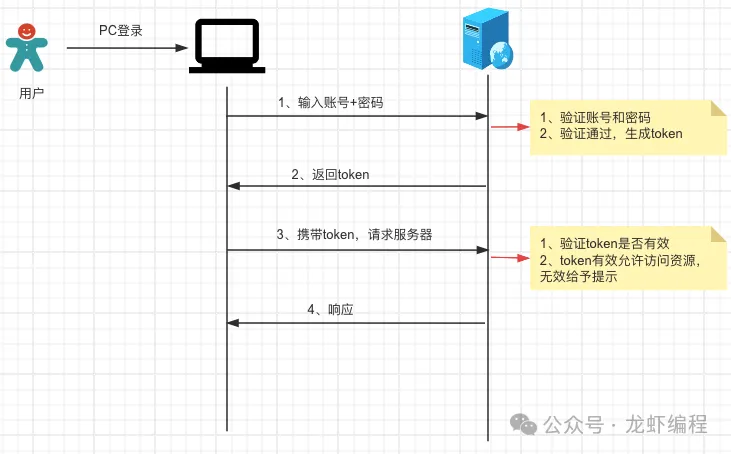 PC登录
用户
1、输入账号+密码
1、验证账号和密码
2、验证通过，生成token
2、返回token
3、携带token，请求服务器
1、验证token是否有效
2、token有效允许访问资源，
无效给予提示
4、响应
公众号 · 龙虾编程